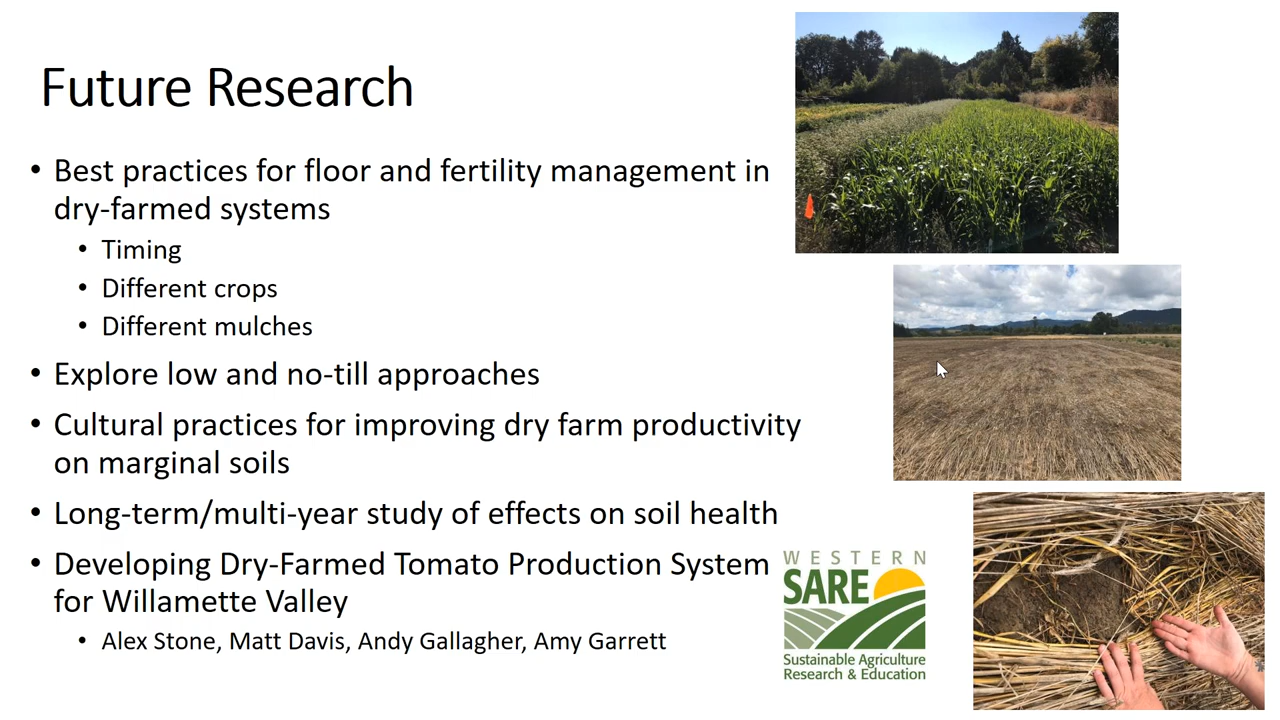 Future Research
• Best practices for floor and fertility management in
dry-farmed systems
• Timing
• Different crops
• Different mulches
• Explore low and no-till approaches
• Cultural practices for improving dry farm productivity
on marginal soils
• Long-term/multi-year study of effects on soil health
• Developing Dry-Farmed Tomato Production System
for Willamette Valley
• Alex Stone, Matt Davis, Andy Gallagher, Amy Garrett
WESTERN
SARE
Sustainable Agriculture
Research & Education